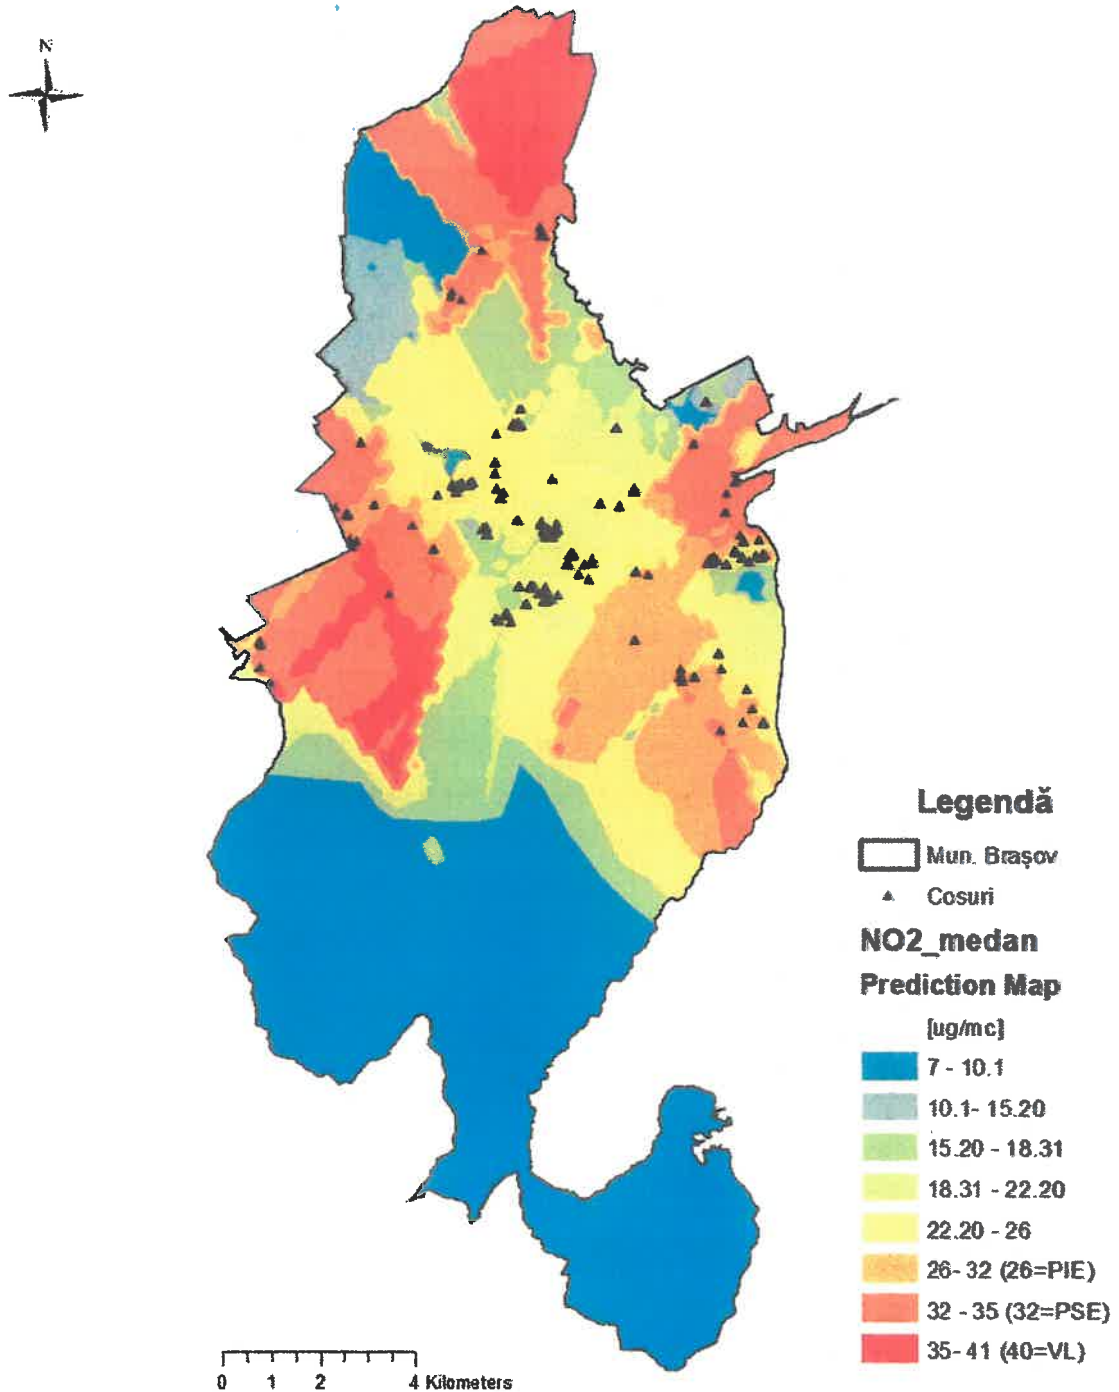 N
Legendă
Mun. Brașov
Cosuri
NO2_medan
Prediction Map
[ug/mc]
7 - 10.1
10.1- 15.20
15.20 - 18.31
18.31 - 22.20
22.20 - 26
26- 32 (26=PIE)
32 - 35 (32=PSE)
35- 41 (40=VL)
0 1 2 4 Kilometers